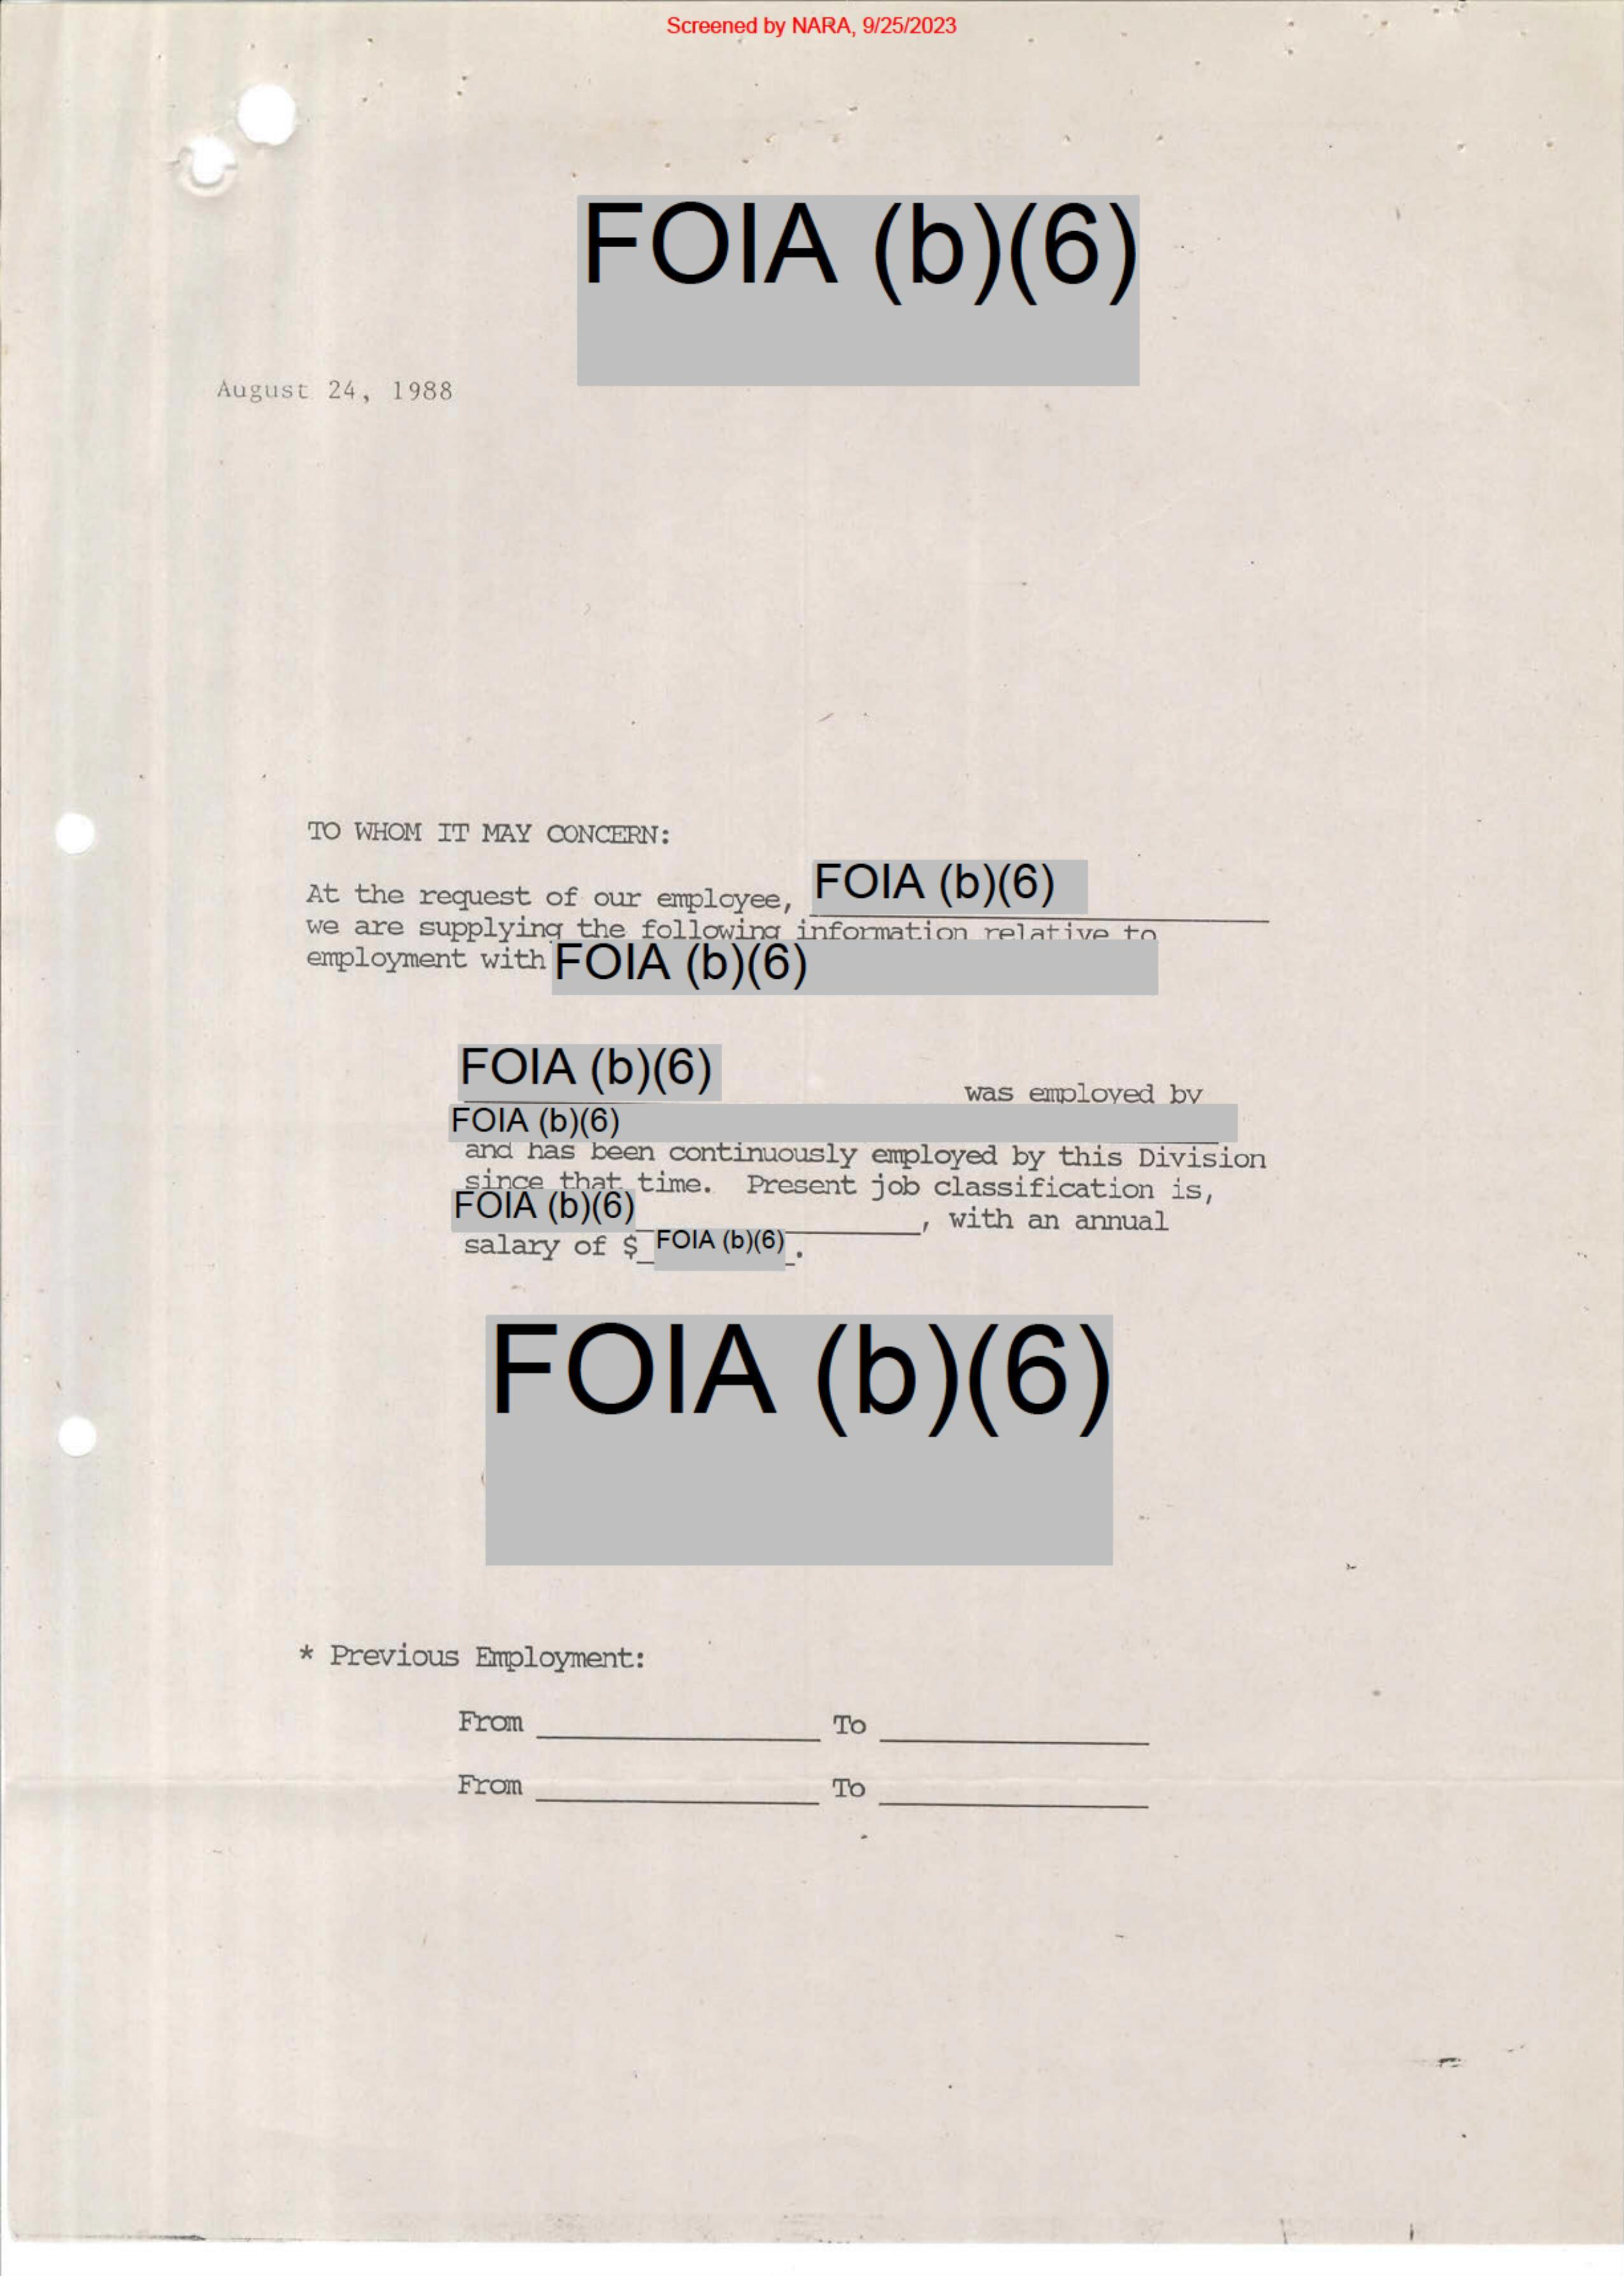 Screened by NARA, 9/25/2023
FOIA (b)(6)
August 24, 1988
TO WHOM IT MAY CONCERN:
At the request of our employee, FOIA (b)(6)
we are supplying the following information relative to
employment with FOIA (b)(6)
FOIA (b)(6) was employed by
FOIA (b)(6)
and has been continuously employed by this Division
since that time. Present job classification is,
FOIA (b)(6) , with an annual
salary of $ FOIA (b)(6) .
FOIA (b)(6)
* Previous Employment:
From ____________ To ____________
From ____________ To ____________